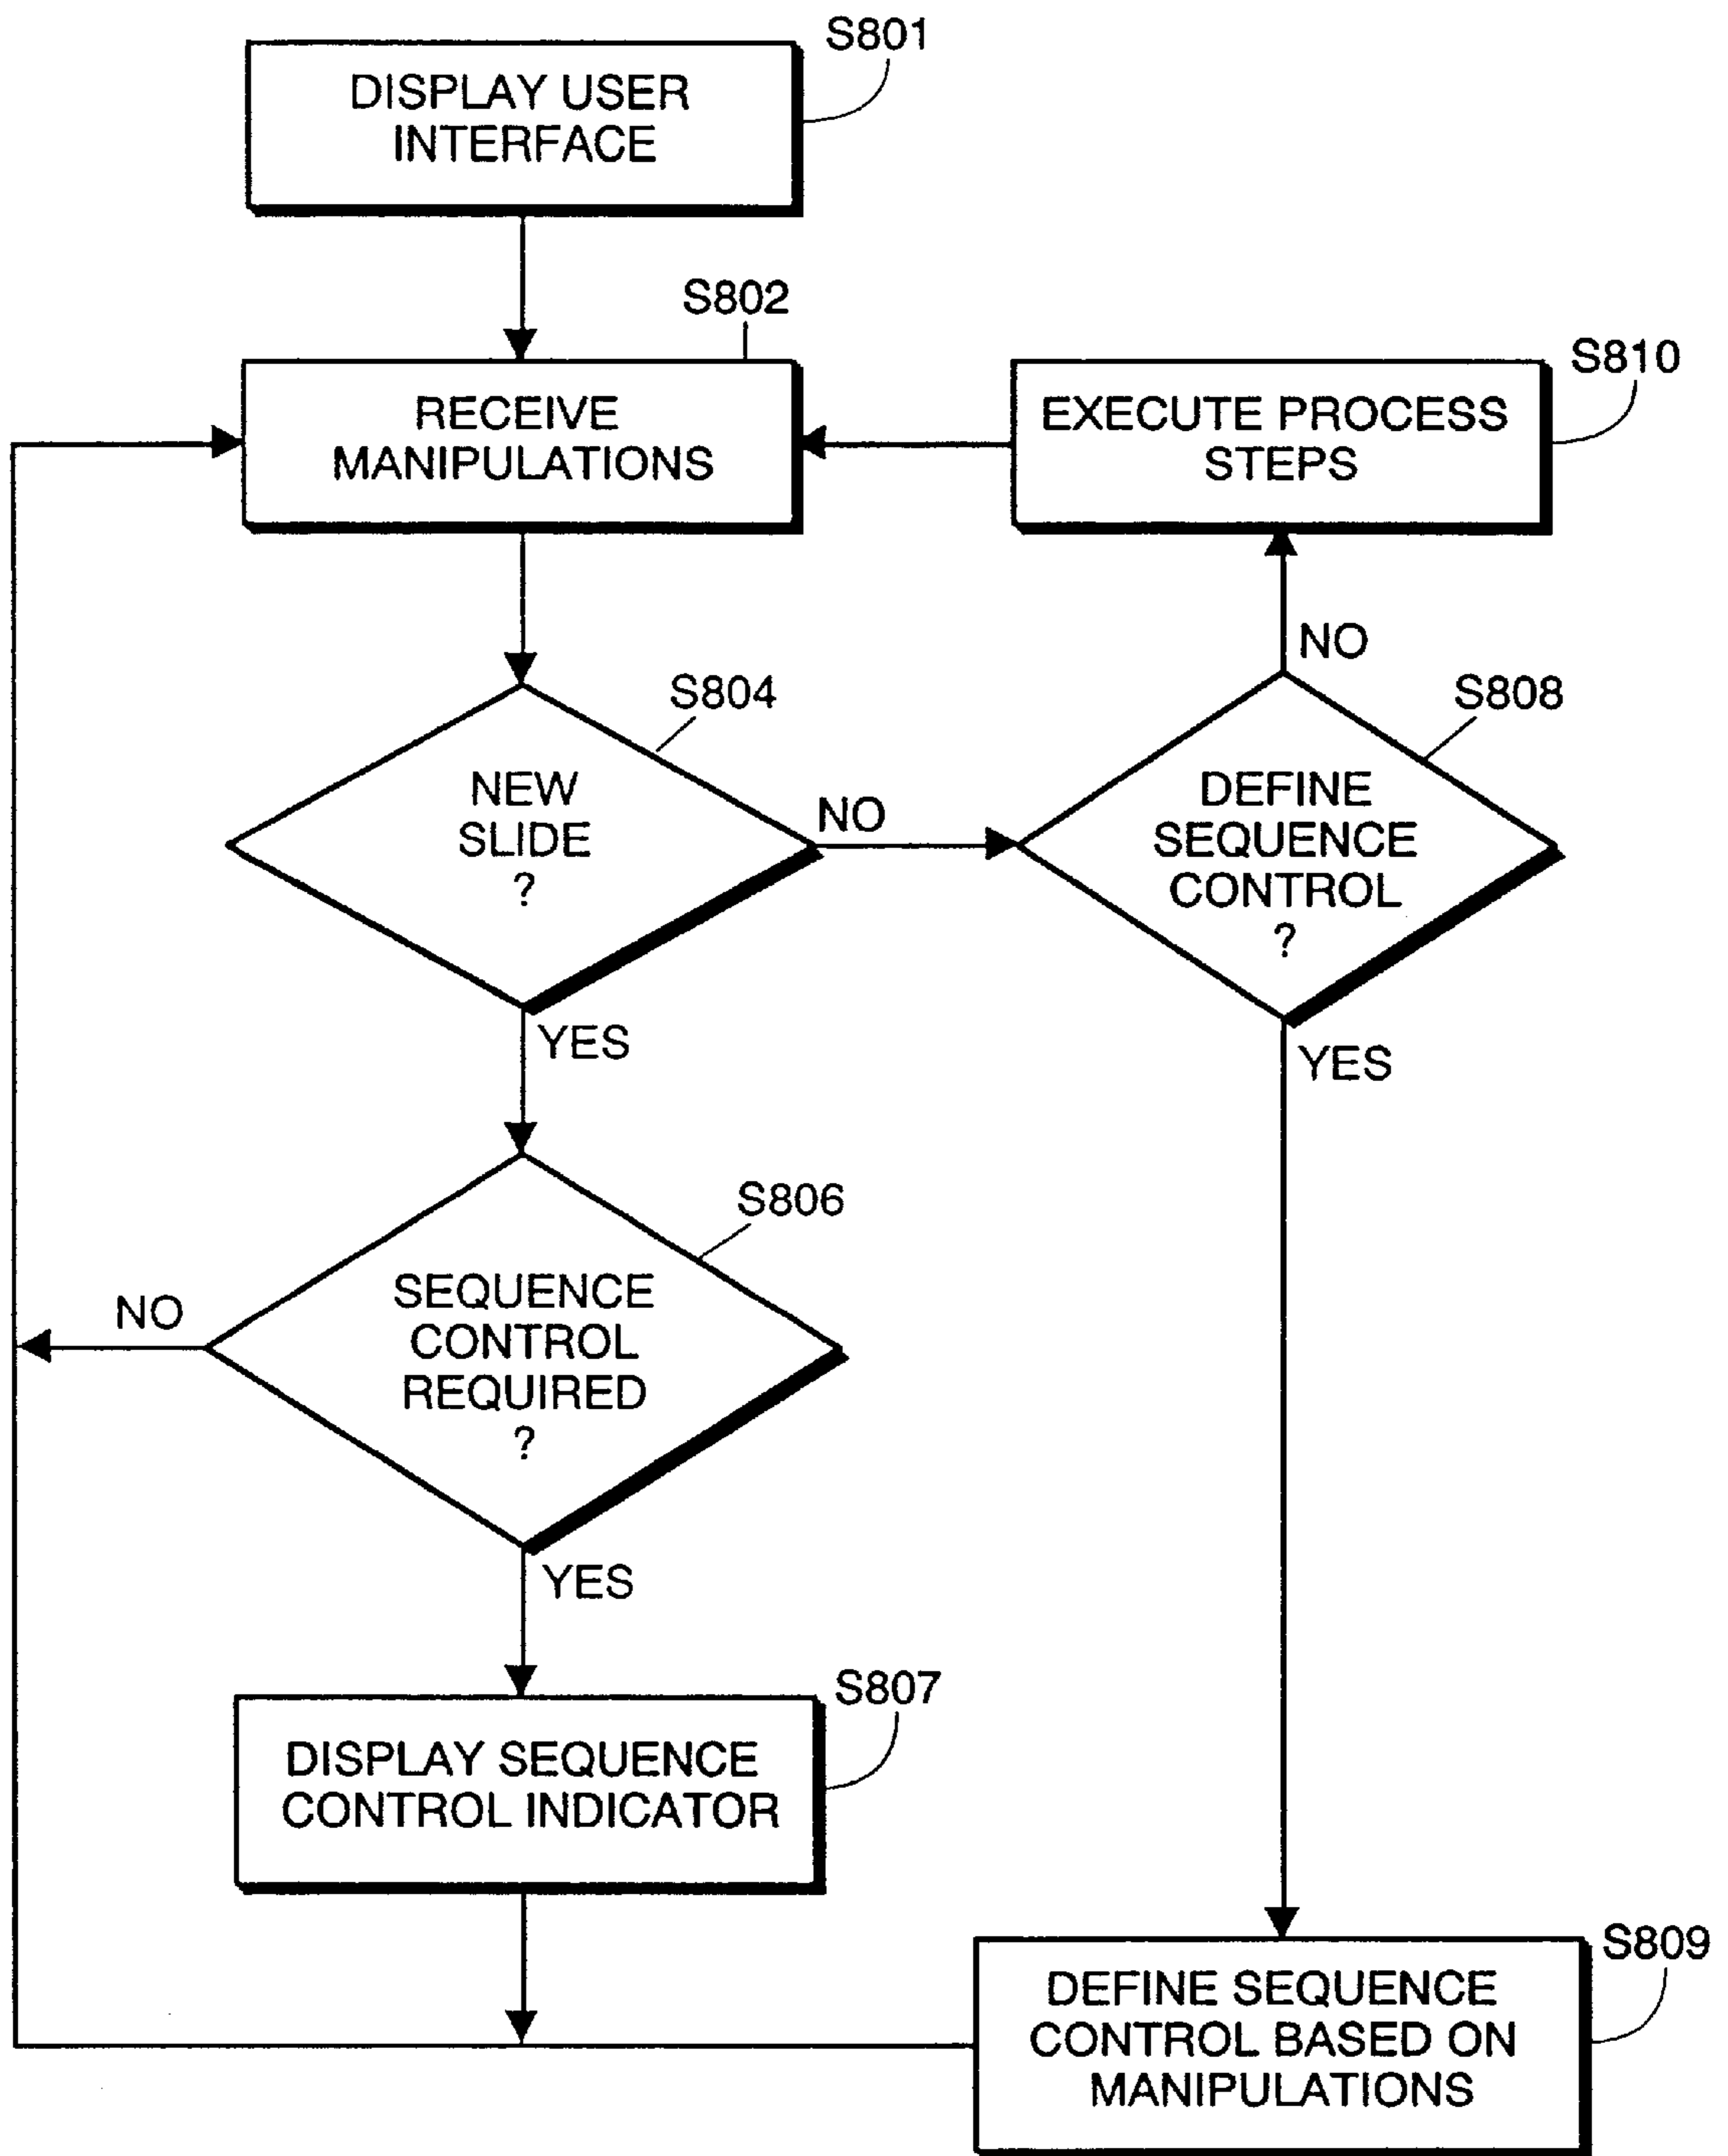 S801
DISPLAY USER
INTERFACE
S802
RECEIVE
MANIPULATIONS
S810
EXECUTE PROCESS
STEPS
S804
NEW
SLIDE
?
NO
YES
S808
NO
DEFINE
SEQUENCE
CONTROL
?
YES
S806
SEQUENCE
CONTROL
REQUIRED
?
NO
YES
S807
DISPLAY SEQUENCE
CONTROL INDICATOR
S809
DEFINE SEQUENCE
CONTROL BASED ON
MANIPULATIONS